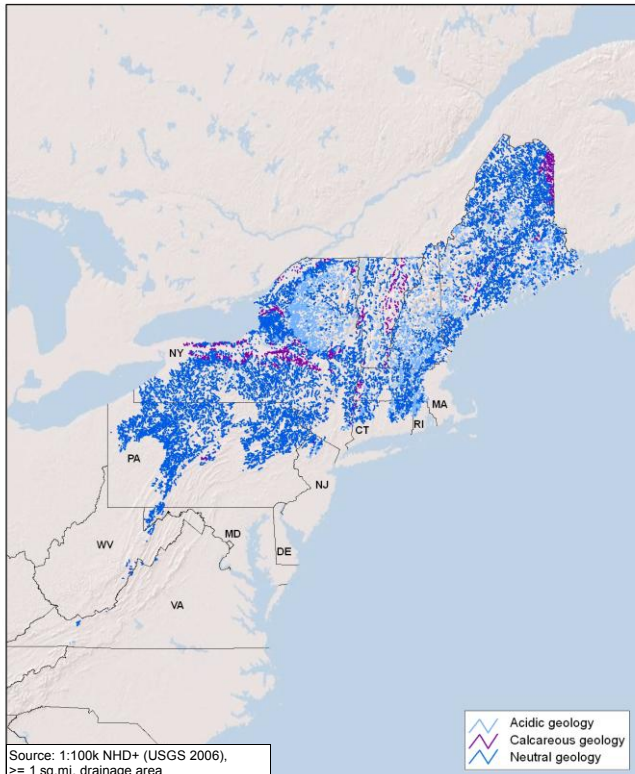 NY
MA
CT
RI
PA
NJ
MD
WV
DE
VA
Acidic geology
Calcareous geology
Neutral geology
Source: 1:100k NHD+ (USGS 2006),
>= 1 sq.mi. drainage area